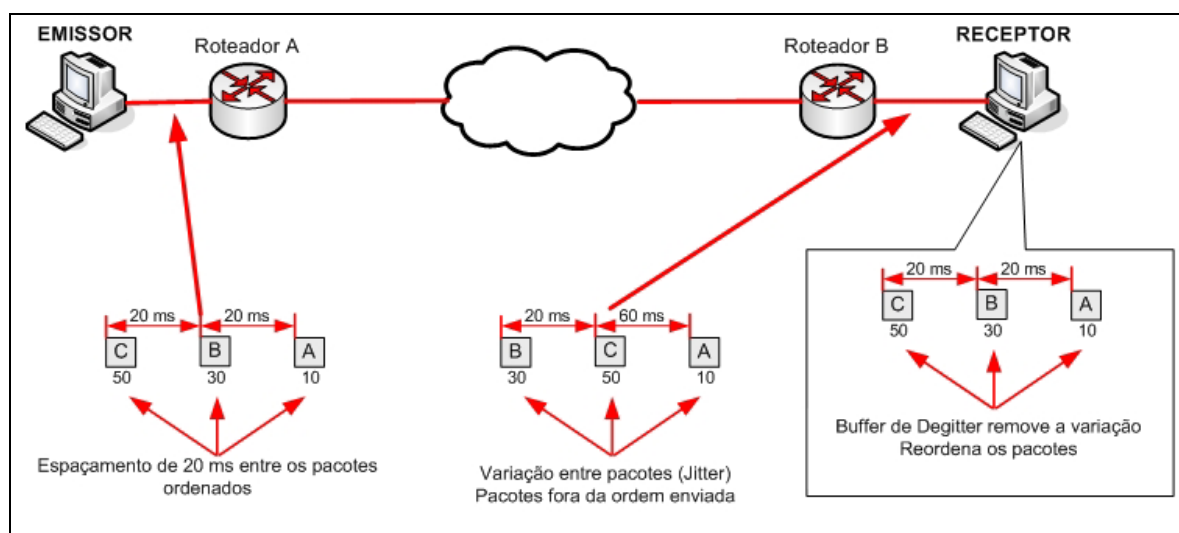 EMISSOR
Roteador A
Roteador B
RECEPTOR
20 ms
20 ms
C
B
A
50
30
10
Espaçamento de 20 ms entre os pacotes
ordenados
20 ms
60 ms
B
C
A
30
50
10
Variação entre pacotes (Jitter)
Pacotes fora da ordem enviada
20 ms
20 ms
C
B
A
50
30
10
Buffer de Degitter remove a variação
Reordena os pacotes